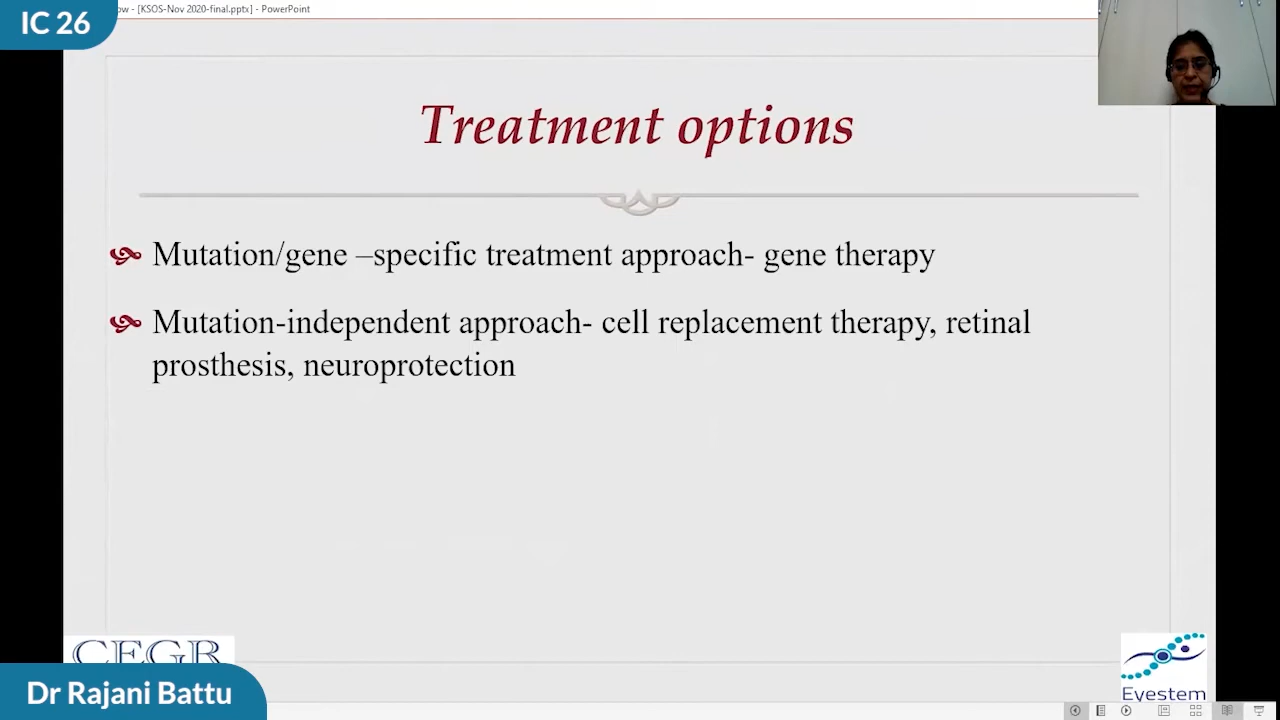 IC 26
ow - [KSOS-Nov 2020-final.pptx] - PowerPoint
Treatment options
Mutation/gene –specific treatment approach- gene therapy
Mutation-independent approach- cell replacement therapy, retinal
prosthesis, neuroprotection
CEGR
Eyestem
Dr Rajani Battu